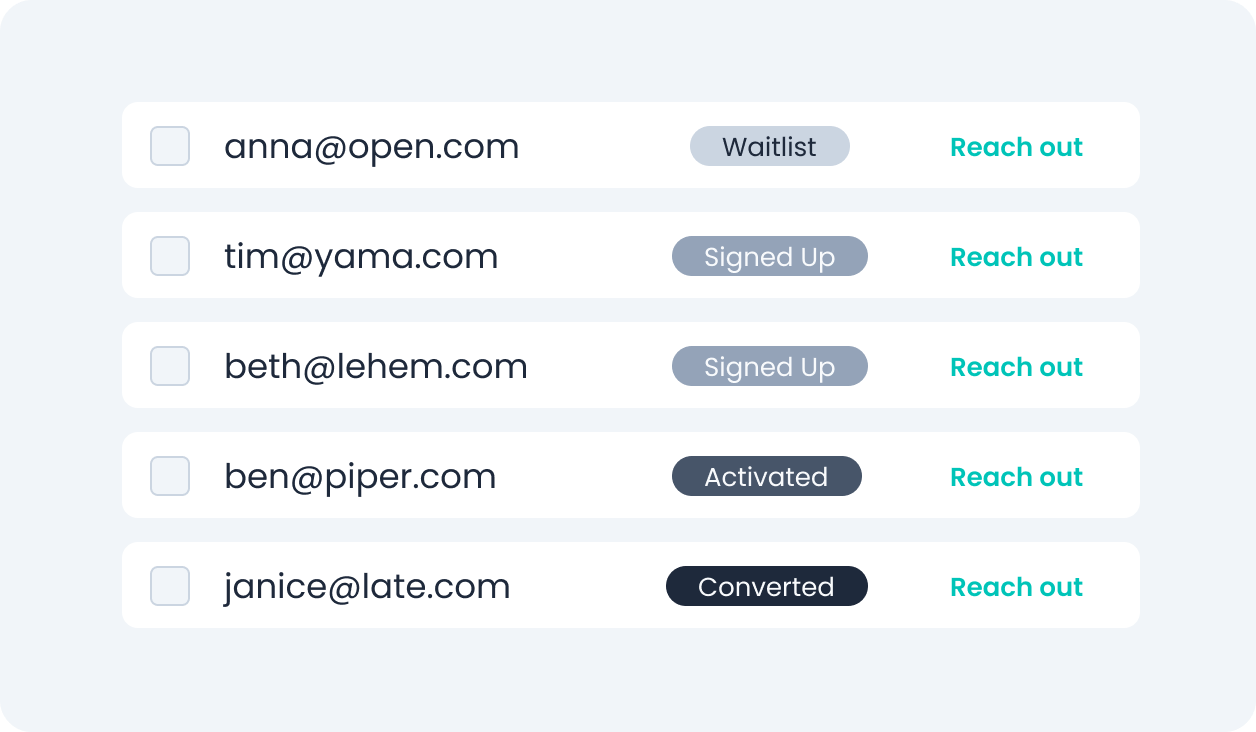 anna@open.com Waitlist Reach out
tim@yama.com Signed Up Reach out
beth@lehem.com Signed Up Reach out
ben@piper.com Activated Reach out
janice@late.com Converted Reach out